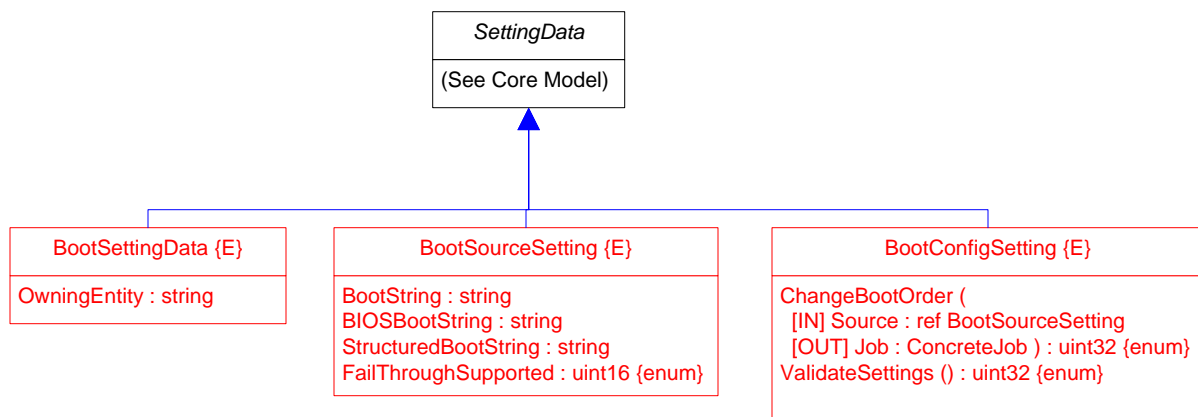 SettingData
(See Core Model)
BootSettingData {E}
OwningEntity : string
BootSourceSetting {E}
BootString : string
BIOSBootString : string
StructuredBootString : string
FailThroughSupported : uint16 {enum}
BootConfigSetting {E}
ChangeBootOrder (
[IN] Source : ref BootSourceSetting
[OUT] Job : ConcreteJob ) : uint32 {enum}
ValidateSettings () : uint32 {enum}